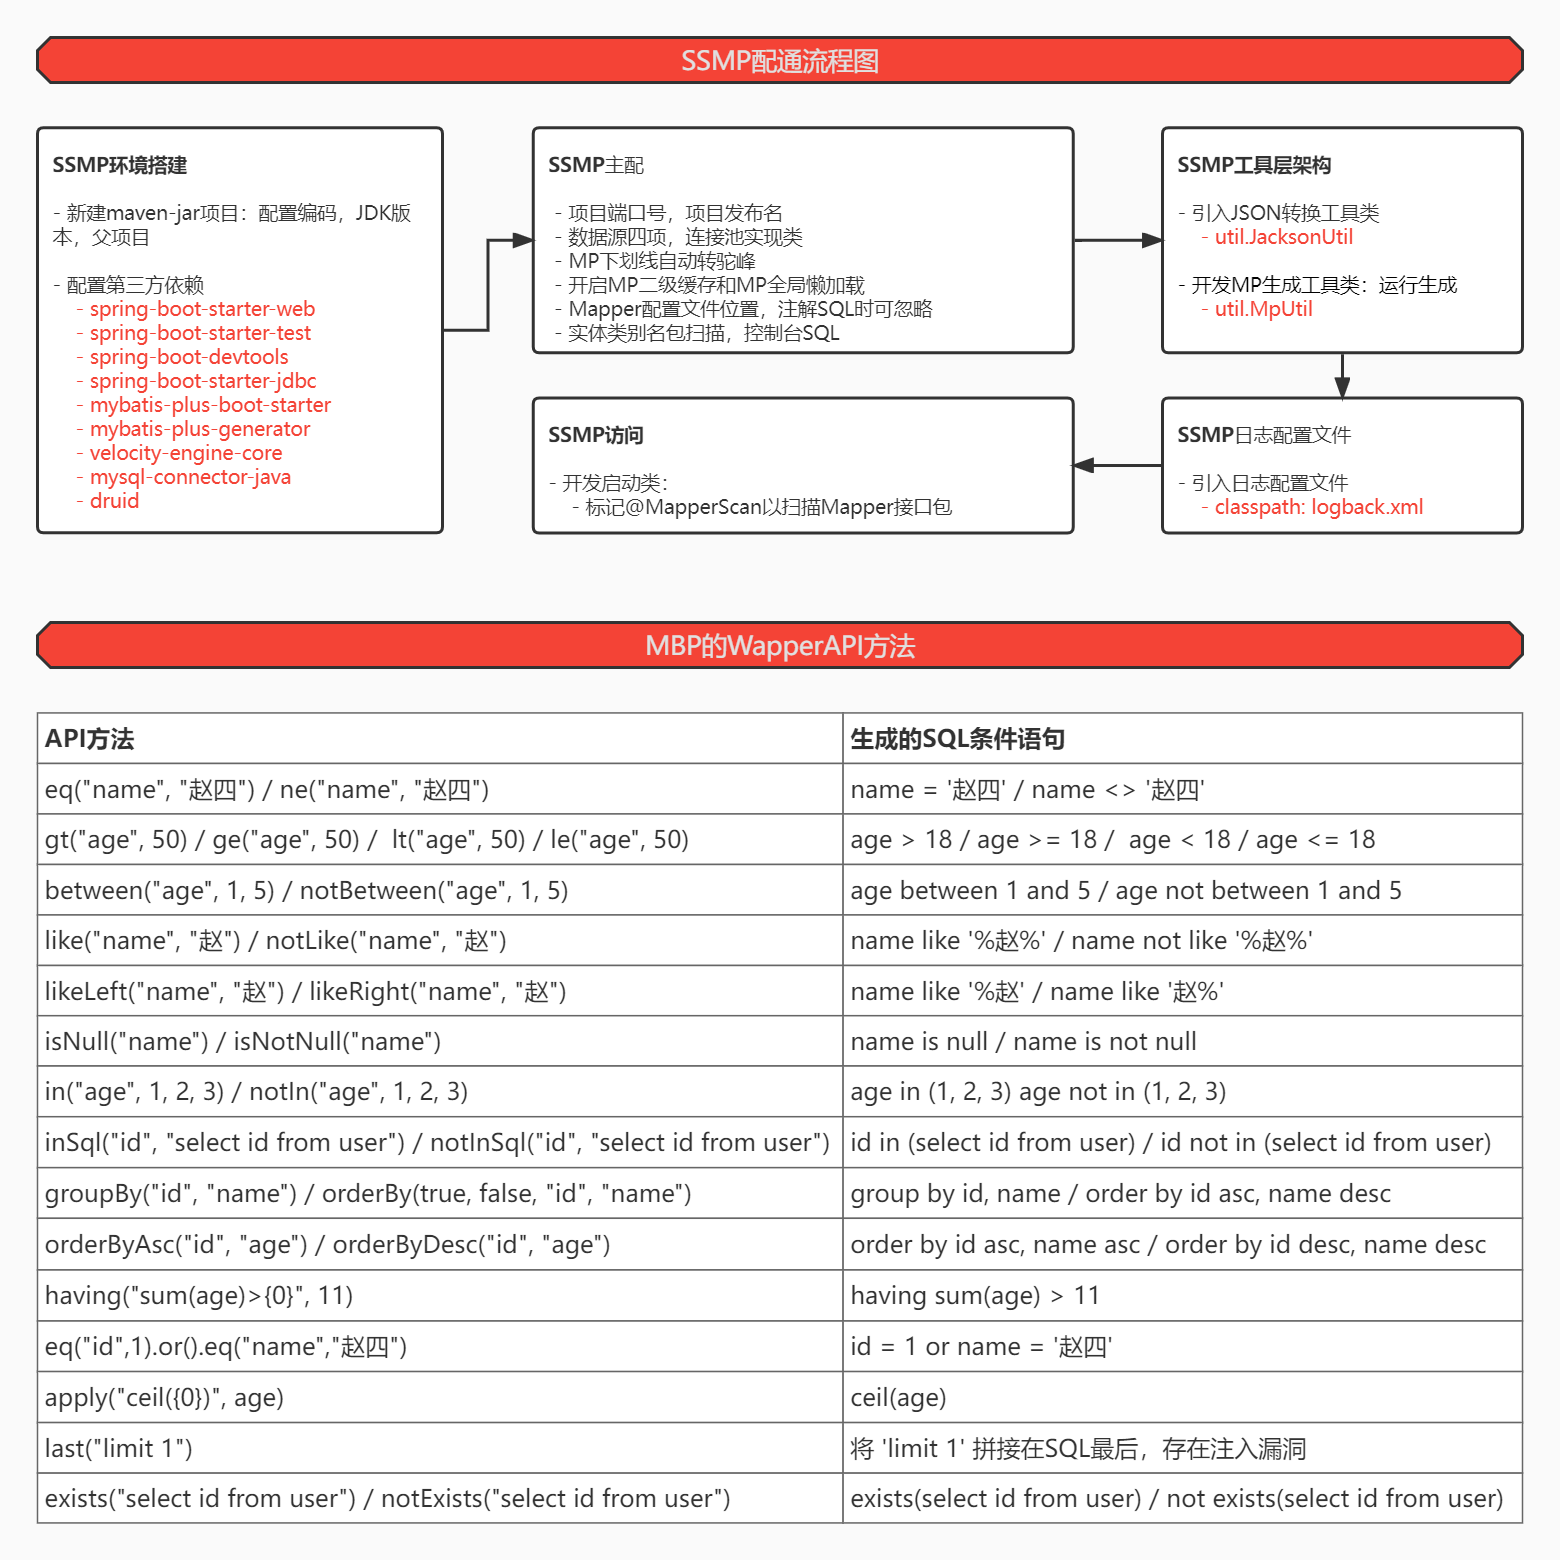 SSMP配通流程图
SSMP环境搭建
- 新建maven-jar项目：配置编码，JDK版
本，父项目
- 配置第三方依赖
- spring-boot-starter-web
- spring-boot-starter-test
- spring-boot-devtools
- spring-boot-starter-jdbc
- mybatis-plus-boot-starter
- mybatis-plus-generator
- velocity-engine-core
- mysql-connector-java
- druid
SSMP主配
- 项目端口号，项目发布名
- 数据源四项，连接池实现类
- MP下划线自动转驼峰
- 开启MP二级缓存和MP全局懒加载
- Mapper配置文件位置，注解SQL时可忽略
- 实体类别名包扫描，控制台SQL
SSMP工具层架构
- 引入JSON转换工具类
- util.JacksonUtil
- 开发MP生成工具类：运行生成
- util.MpUtil
SSMP日志配置文件
- 引入日志配置文件
- classpath: logback.xml
SSMP访问
- 开发启动类：
- 标记@MapperScan以扫描Mapper接口包
MBP的WapperAPI方法
API方法 生成的SQL条件语句
eq("name", "赵四") / ne("name", "赵四") name = '赵四' / name <> '赵四'
gt("age", 50) / ge("age", 50) /  lt("age", 50) / le("age", 50) age > 18 / age >= 18 /  age < 18 / age <= 18
between("age", 1, 5) / notBetween("age", 1, 5) age between 1 and 5 / age not between 1 and 5
like("name", "赵") / notLike("name", "赵") name like '%赵%' / name not like '%赵%'
likeLeft("name", "赵") / likeRight("name", "赵") name like '%赵' / name like '赵%'
isNull("name") / isNotNull("name") name is null / name is not null
in("age", 1, 2, 3) / notIn("age", 1, 2, 3) age in (1, 2, 3) age not in (1, 2, 3)
inSql("id", "select id from user") / notInSql("id", "select id from user") id in (select id from user) / id not in (select id from user)
groupBy("id", "name") / orderBy(true, false, "id", "name") group by id, name / order by id asc, name desc
orderByAsc("id", "age") / orderByDesc("id", "age") order by id asc, name asc / order by id desc, name desc
having("sum(age)>{0}", 11) having sum(age) > 11
eq("id",1).or().eq("name","赵四") id = 1 or name = '赵四'
apply("ceil({0})", age) ceil(age)
last("limit 1") 将 'limit 1' 拼接在SQL最后，存在注入漏洞
exists("select id from user") / notExists("select id from user") exists(select id from user) / not exists(select id from user)